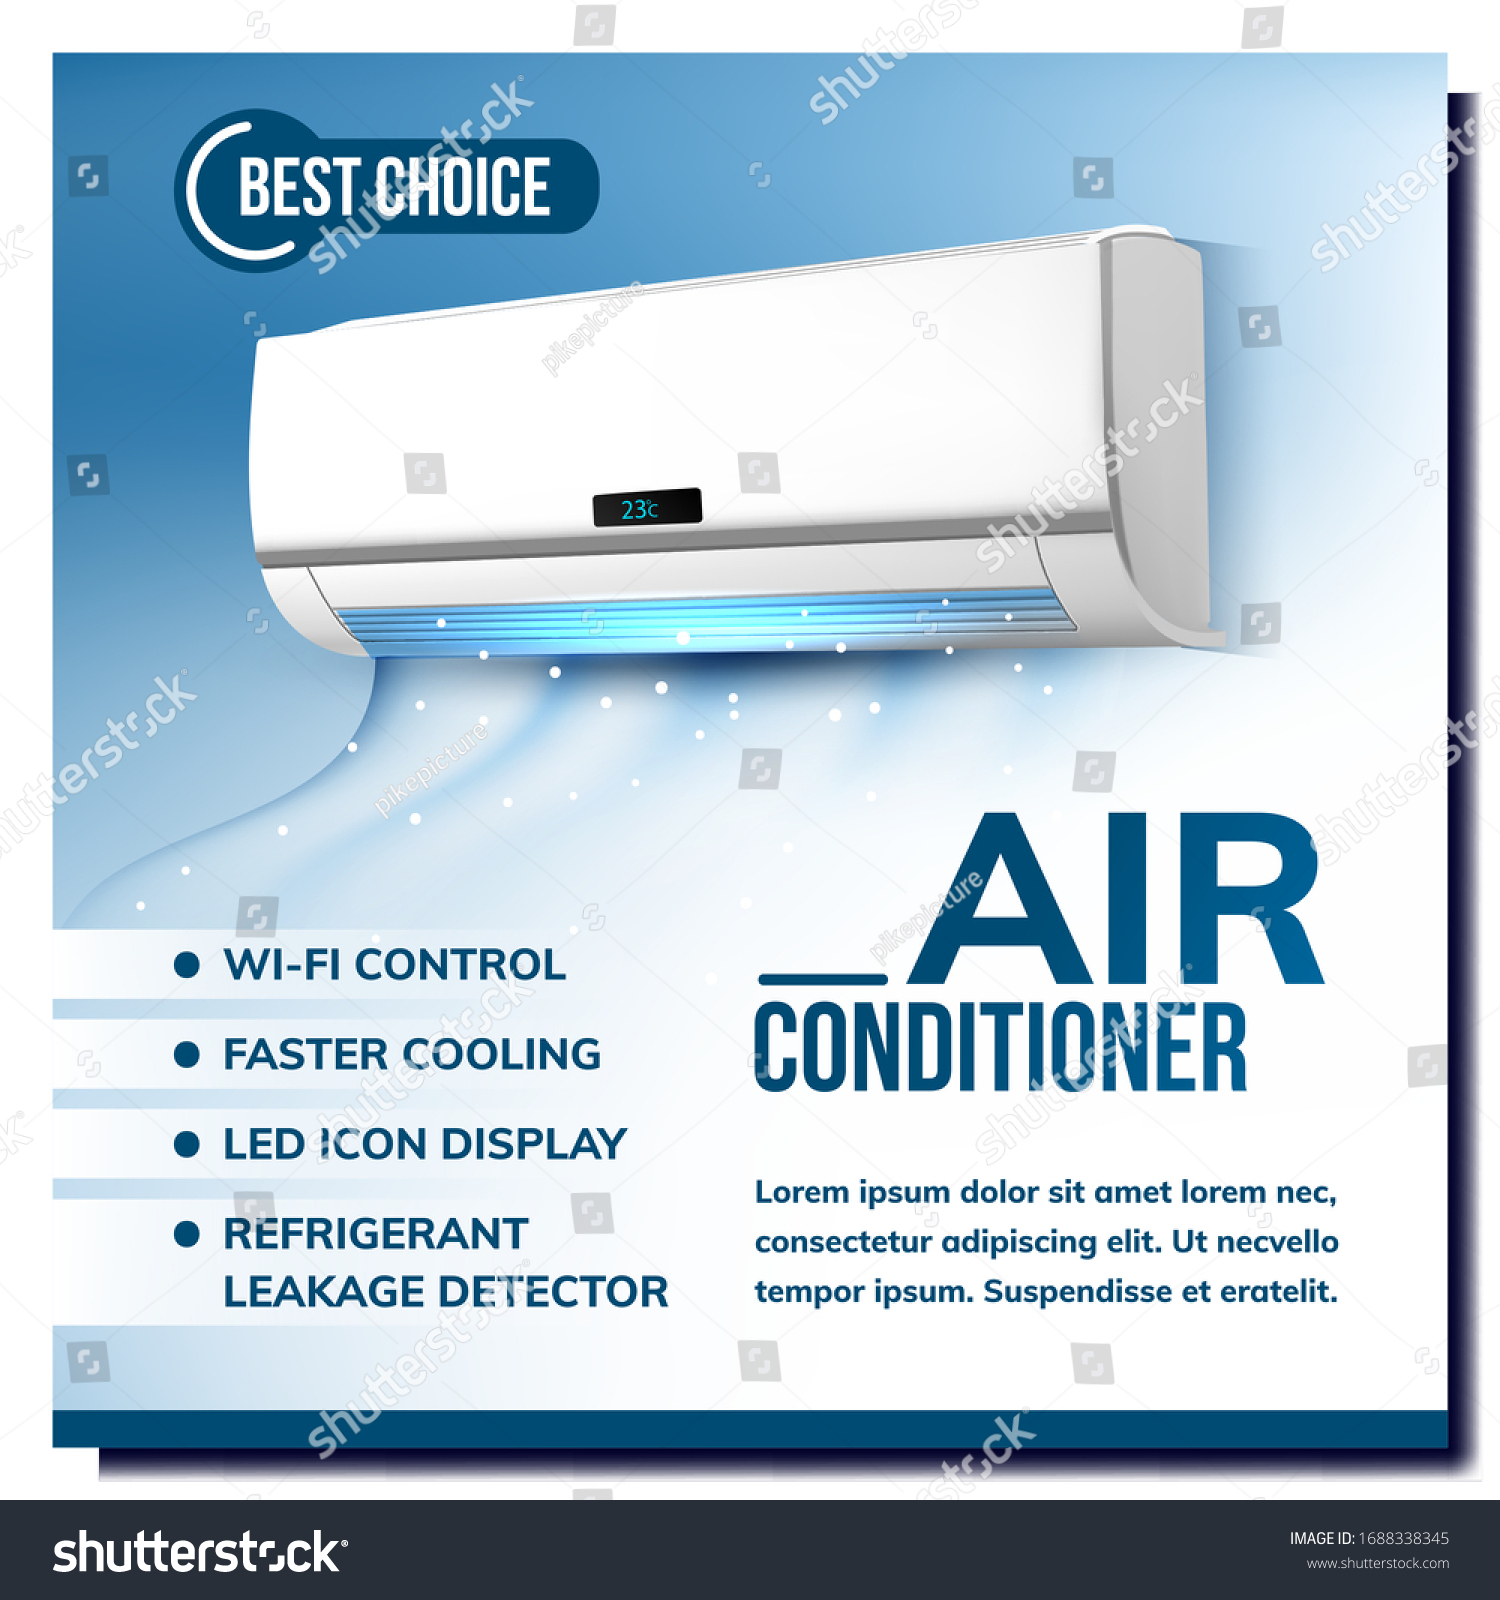 BEST CHOICE
23°C
AIR
CONDITIONER
• WI-FI CONTROL
• FASTER COOLING
• LED ICON DISPLAY
• REFRIGERANT
LEAKAGE DETECTOR
Lorem ipsum dolor sit amet lorem nec,
consectetur adipiscing elit. Ut necvello
tempor ipsum. Suspendisse et eratelit.
shutterstock
pikepicture
shutterstock®
IMAGE ID: 1688338345
www.shutterstock.com